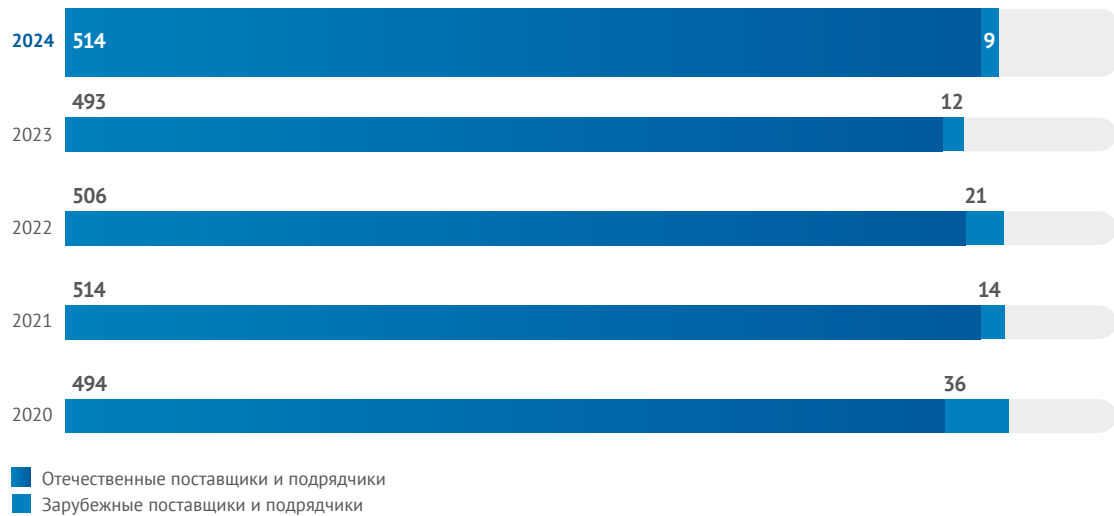 2024 514 9
493 12
2023
506 21
2022
514 14
2021
494 36
2020
Отечественные поставщики и подрядчики
Зарубежные поставщики и подрядчики